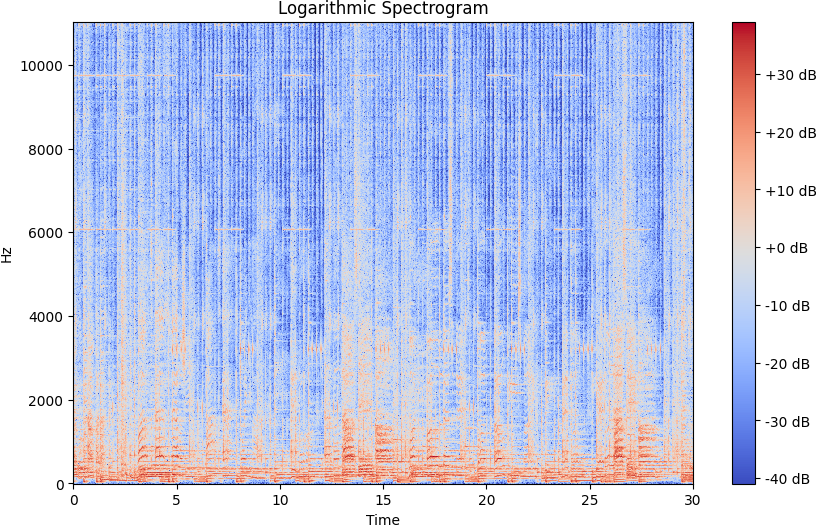 Logarithmic Spectrogram
Hz
10000
8000
6000
4000
2000
0
0 5 10 15 20 25 30
Time
+30 dB
+20 dB
+10 dB
+0 dB
-10 dB
-20 dB
-30 dB
-40 dB